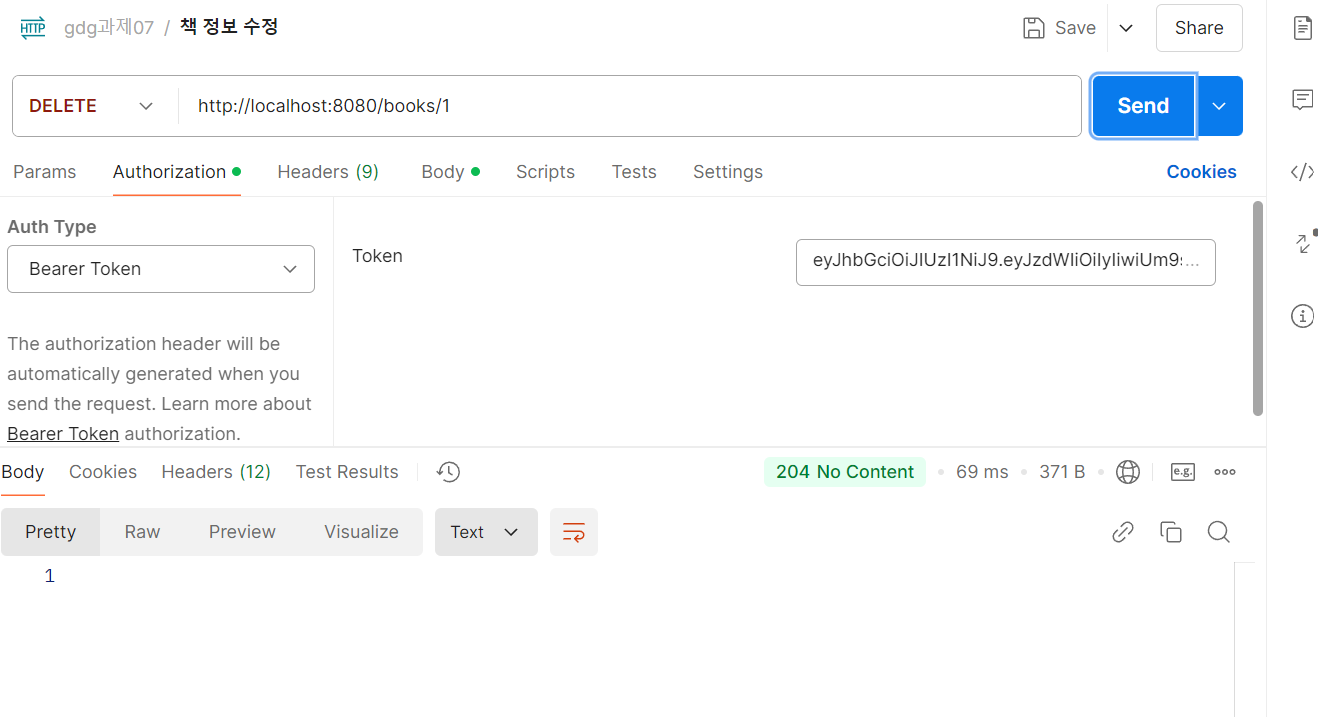 HTTP gdg과제07 / 책 정보 수정 Save Share
DELETE http://localhost:8080/books/1 Send
Params Authorization Headers (9) Body Scripts Tests Settings Cookies
Auth Type
Bearer Token
Token
eyJhbGciOiJIUzI1NiJ9.eyJzdWIiOiIyIiwiUm9...
The authorization header will be
automatically generated when you
send the request. Learn more about
Bearer Token authorization.
Body Cookies Headers (12) Test Results 204 No Content • 69 ms • 371 B • e.g.
Pretty Raw Preview Visualize Text
1